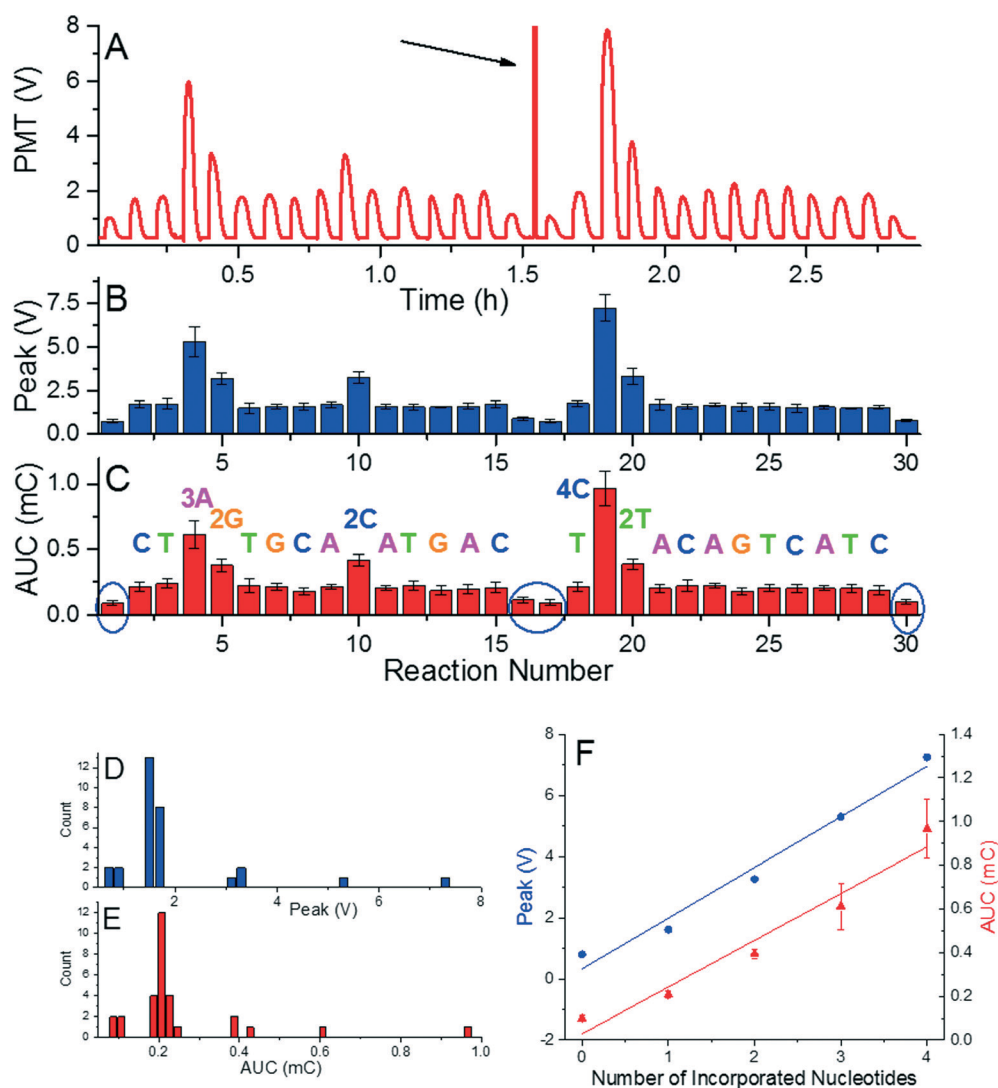 A
PMT (V)
8
6
4
2
0
0.5 1.0 1.5 2.0 2.5
Time (h)
B
Peak (V)
7.5
5.0
2.5
0.0
5 10 15 20 25 30
C
AUC (mC)
1.0
0.5
0.0
C T 3A 2G T G C A 2C A T G A C T 4C 2T A C A G T C A T C
5 10 15 20 25 30
Reaction Number
D
Count
12
10
8
6
4
2
0
2 4 6 8
Peak (V)
E
Count
12
10
8
6
4
2
0
0.2 0.4 0.6 0.8 1.0
AUC (mC)
F
Peak (V)
8
6
4
2
0
-2
AUC (mC)
1.4
1.2
1.0
0.8
0.6
0.4
0.2
0.0
0 1 2 3 4
Number of Incorporated Nucleotides